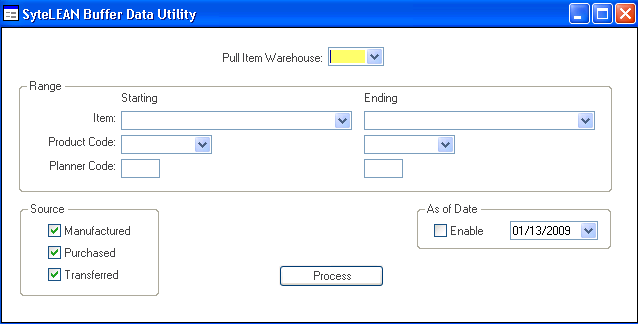 SyteLEAN Buffer Data Utility
Pull Item Warehouse:
Range
Starting Ending
Item:
Product Code:
Planner Code:
Source
Manufactured
Purchased
Transferred
As of Date
Enable 01/13/2009
Process